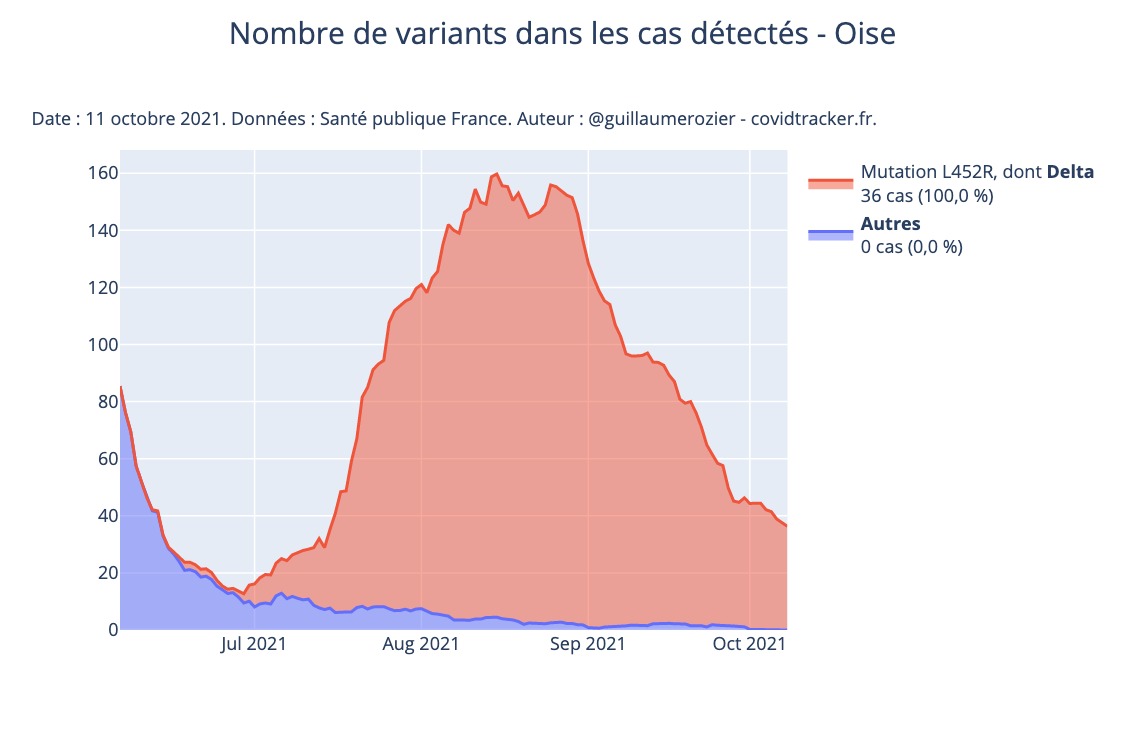 Nombre de variants dans les cas détectés - Oise
Date : 11 octobre 2021. Données : Santé publique France. Auteur : @guillaumerozier - covidtracker.fr.
160
140
120
100
80
60
40
20
0
Jul 2021
Aug 2021
Sep 2021
Oct 2021
Mutation L452R, dont Delta
36 cas (100,0 %)
Autres
0 cas (0,0 %)